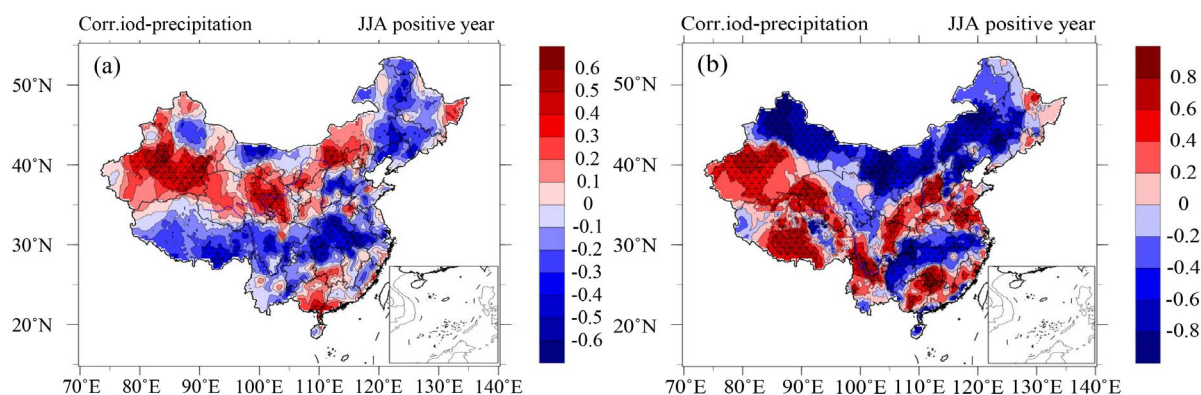 Corr.iod-precipitation JJA positive year
(a)
50°N
40°N
30°N
20°N
70°E 80°E 90°E 100°E 110°E 120°E 130°E 140°E
0.6
0.5
0.4
0.3
0.2
0.1
0
-0.1
-0.2
-0.3
-0.4
-0.5
-0.6
Corr.iod-precipitation JJA positive year
(b)
50°N
40°N
30°N
20°N
70°E 80°E 90°E 100°E 110°E 120°E 130°E 140°E
0.8
0.6
0.4
0.2
0
-0.2
-0.4
-0.6
-0.8